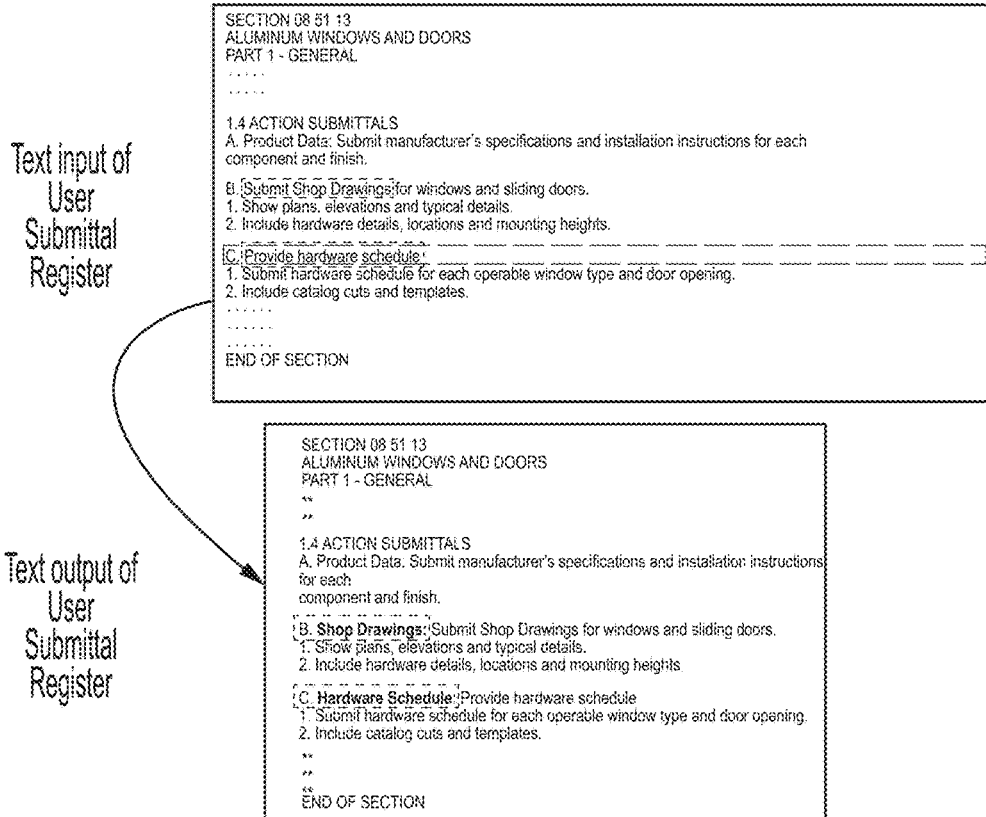 SECTION 08 51 13
ALUMINUM WINDOWS AND DOORS
PART 1 - GENERAL
. . . . .
. . . . .
1.4 ACTION SUBMITTALS
A. Product Data: Submit manufacturer's specifications and installation instructions for each
component and finish.
B. Submit Shop Drawings for windows and sliding doors.
1. Show plans, elevations and typical details.
2. Include hardware details, locations and mounting heights.
C. Provide hardware schedule:
1. Submit hardware schedule for each operable window type and door opening.
2. Include catalog cuts and templates.
. . . . . .
. . . . . .
. . . . . .
END OF SECTION
Text input of
User
Submittal
Register
SECTION 08 51 13
ALUMINUM WINDOWS AND DOORS
PART 1 - GENERAL
**
**
1.4 ACTION SUBMITTALS
A. Product Data: Submit manufacturer's specifications and installation instructions
for each
component and finish.
B. Shop Drawings: Submit Shop Drawings for windows and sliding doors.
1. Show plans, elevations and typical details.
2. Include hardware details, locations and mounting heights
C. Hardware Schedule: Provide hardware schedule
1. Submit hardware schedule for each operable window type and door opening.
2. Include catalog cuts and templates.
**
**
**
END OF SECTION
Text output of
User
Submittal
Register